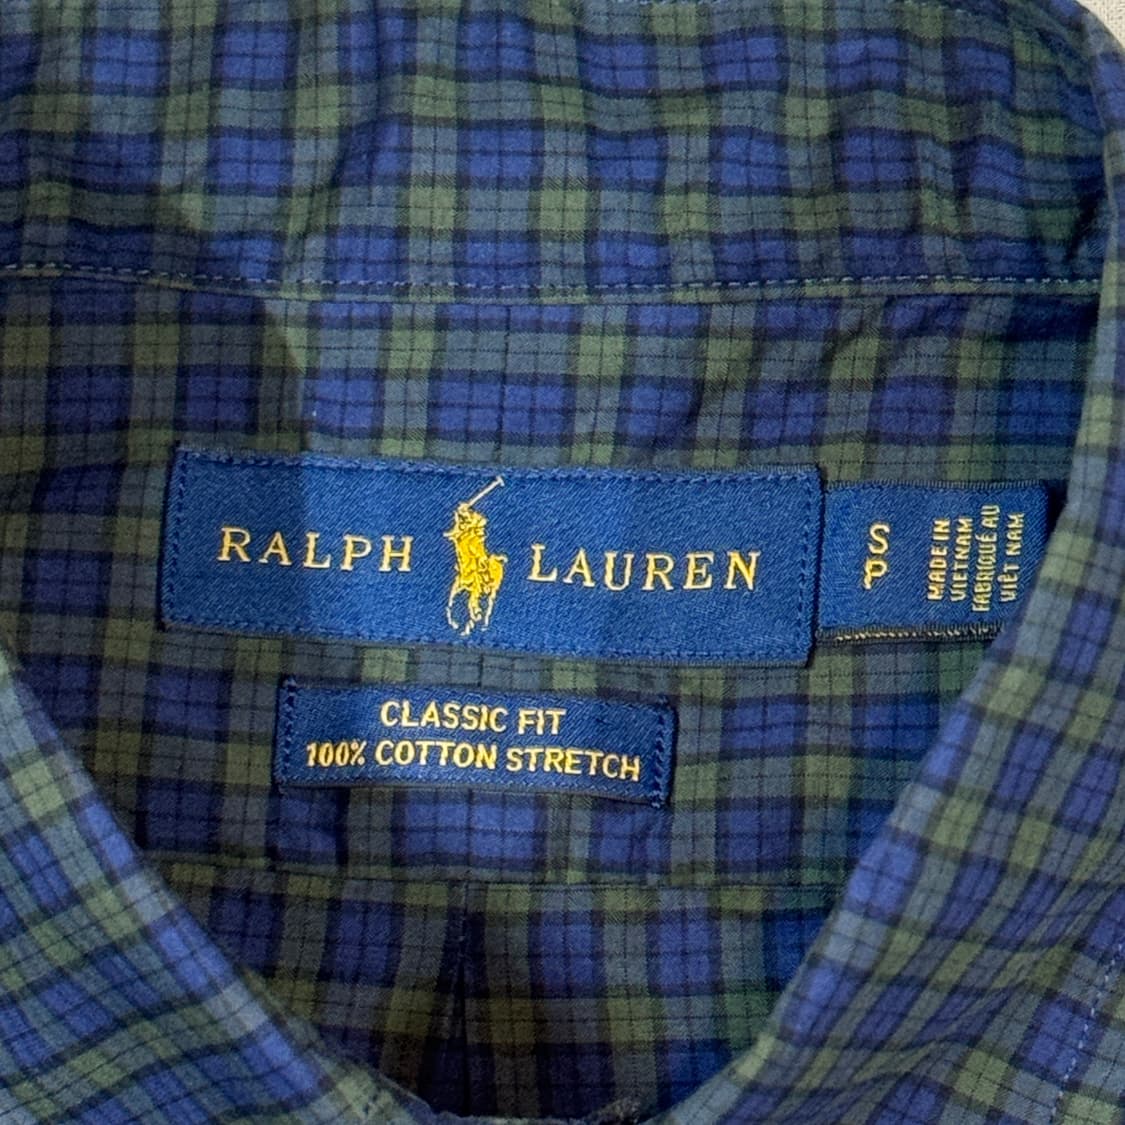 RALPH LAUREN
S
P
MADE IN
VIETNAM
FABRIQUÉ AU
VIÊT NAM
CLASSIC FIT
100% COTTON STRETCH